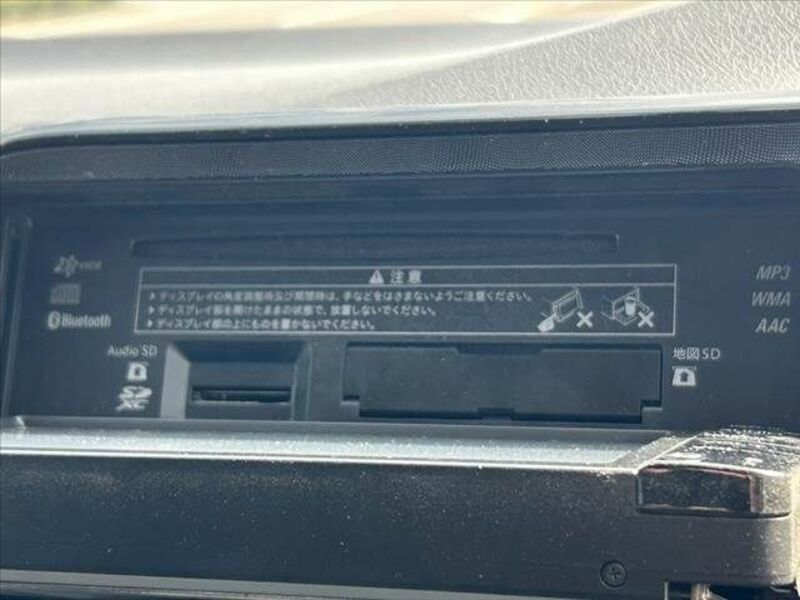 注意
ディスプレイの角度調整時及び開閉時は、手などをはさまないようご注意ください。
ディスプレイ部を開けたままの状態で、放置しないでください。
ディスプレイ部の上にものを置かないでください。
Bluetooth
Audio SD
SD
XC
地図SD
MP3
WMA
AAC